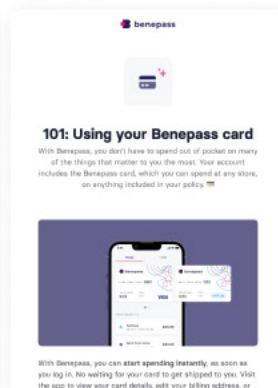 benepass
101: Using your Benepass card
With Benepass, you don't have to spend out of pocket on many
of the things that matter to you the most. Your account
includes the Benepass card, which you can spend at any store,
on anything included in your policy. 💳
benepass
VISA
With Benepass, you can start spending instantly, as soon as
you log in. No waiting for your card to get shipped to you. Visit
the app to view your card details, edit your billing address, or